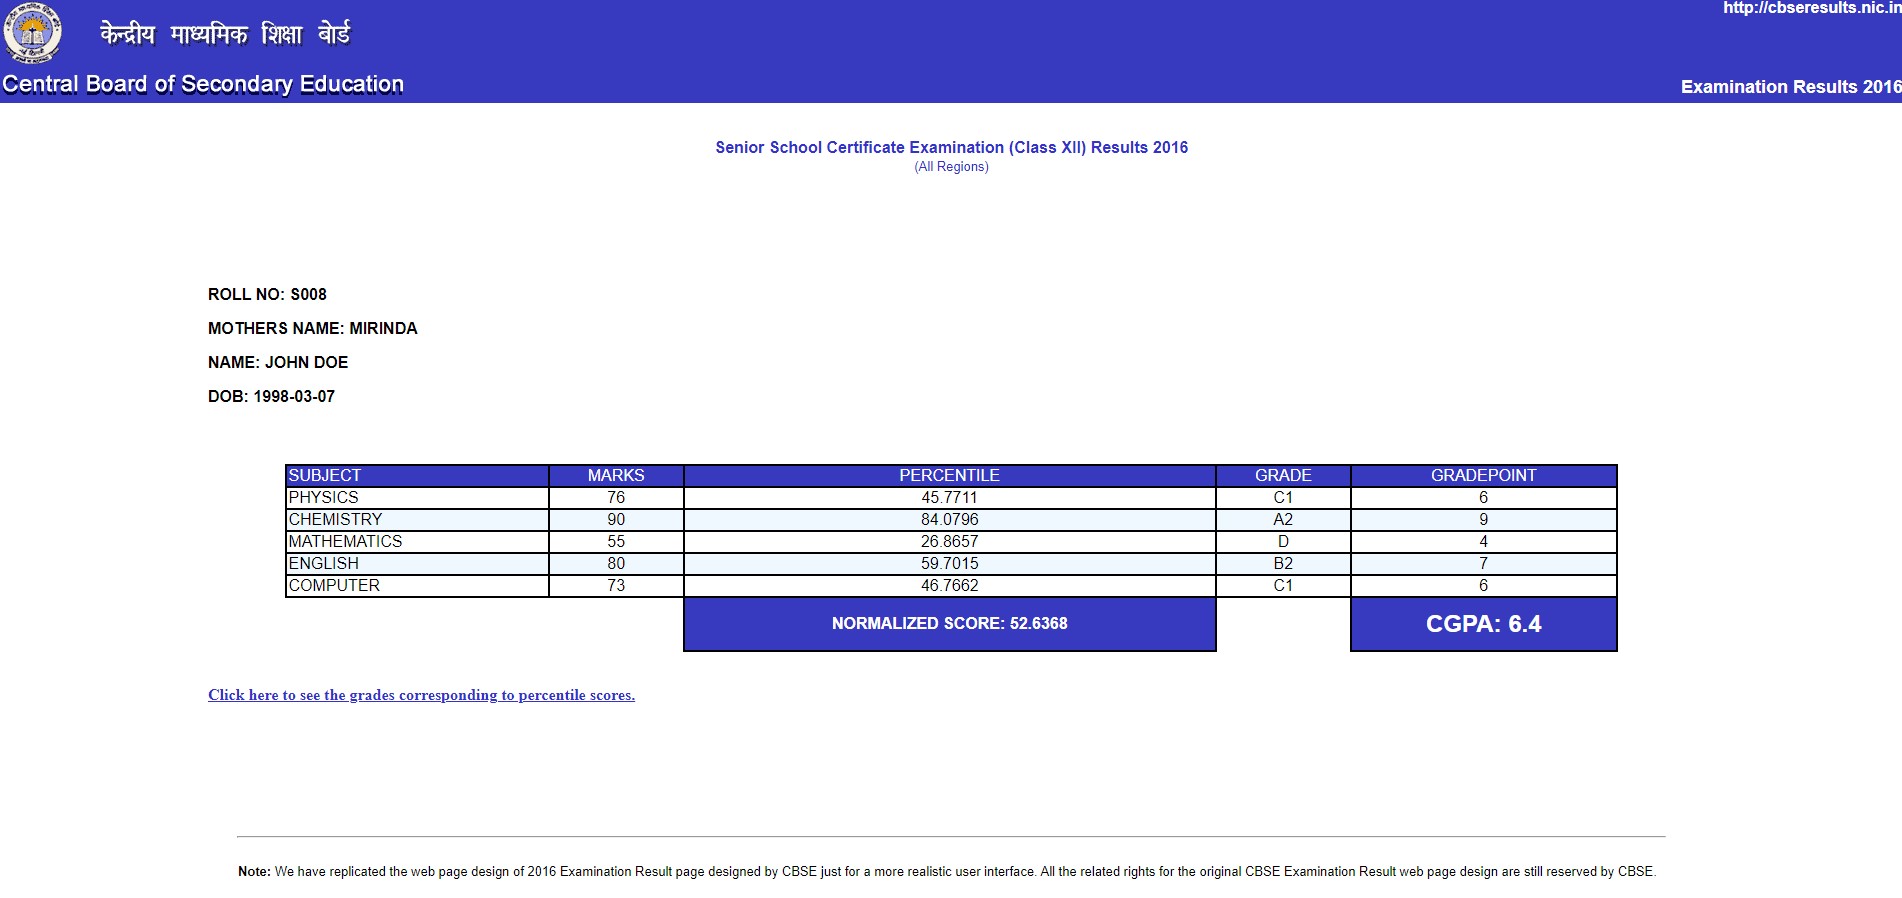 http://cbseresults.nic.in
केन्द्रीय माध्यमिक शिक्षा बोर्ड
Central Board of Secondary Education
Examination Results 2016
Senior School Certificate Examination (Class XII) Results 2016
(All Regions)
ROLL NO: S008
MOTHERS NAME: MIRINDA
NAME: JOHN DOE
DOB: 1998-03-07
SUBJECT MARKS PERCENTILE GRADE GRADEPOINT
PHYSICS 76 45.7711 C1 6
CHEMISTRY 90 84.0796 A2 9
MATHEMATICS 55 26.8657 D 4
ENGLISH 80 59.7015 B2 7
COMPUTER 73 46.7662 C1 6
NORMALIZED SCORE: 52.6368 CGPA: 6.4
Click here to see the grades corresponding to percentile scores.
Note: We have replicated the web page design of 2016 Examination Result page designed by CBSE just for a more realistic user interface. All the related rights for the original CBSE Examination Result web page design are still reserved by CBSE.